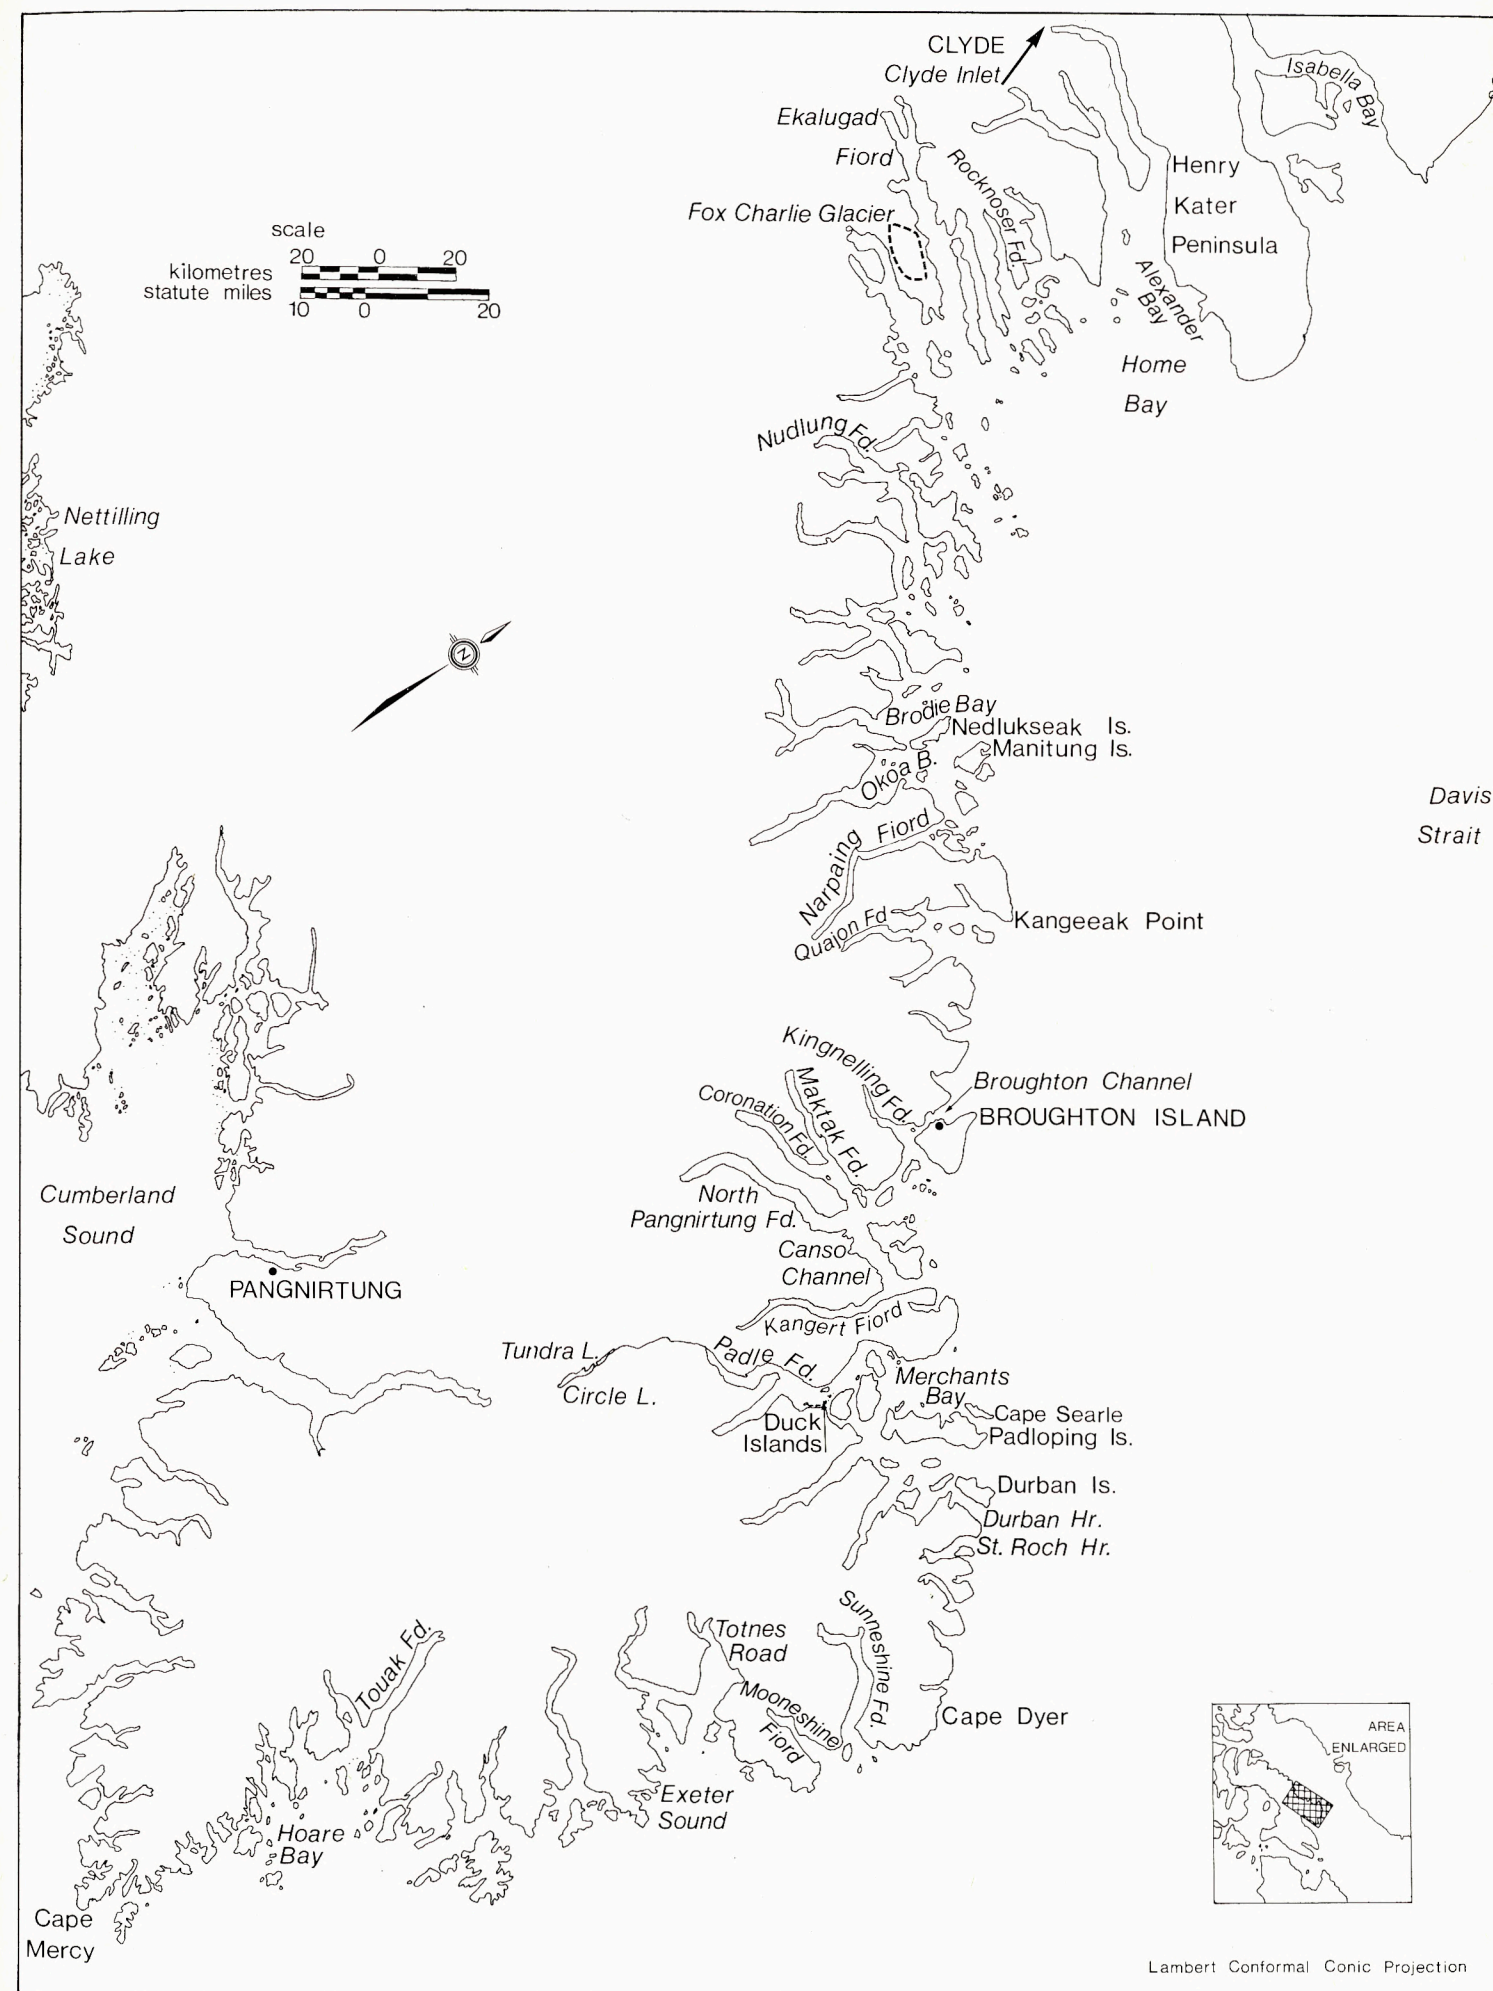 CLYDE
Clyde Inlet
Isabella Bay
Ekalugad
Fiord
Rocknoser Fd.
Henry
Kater
Peninsula
Fox Charlie Glacier
scale
20 0 20
kilometres
statute miles
10 0 20
Alexander
Bay
Home
Bay
Nudlung Fd.
Nettilling
Lake
N
Brodie Bay
Nedlukseak Is.
Manitung Is.
Okoa B.
Davis
Strait
Narpaing Fiord
Quajon Fd
Kangeeak Point
Kingnelling Fd.
Maktak Fd.
Coronation Fd.
Broughton Channel
BROUGHTON ISLAND
Cumberland
Sound
North
Pangnirtung Fd.
Canso
Channel
PANGNIRTUNG
Kangert Fiord
Tundra L.
Circle L.
Padle Fd.
Merchants
Bay
Duck
Islands
Cape Searle
Padloping Is.
Durban Is.
Durban Hr.
St. Roch Hr.
Touak Fd.
Totnes
Road
Sunneshine Fd.
Mooneshine
Fiord
Cape Dyer
Exeter
Sound
Hoare
Bay
Cape
Mercy
AREA
ENLARGED
Lambert Conformal Conic Projection